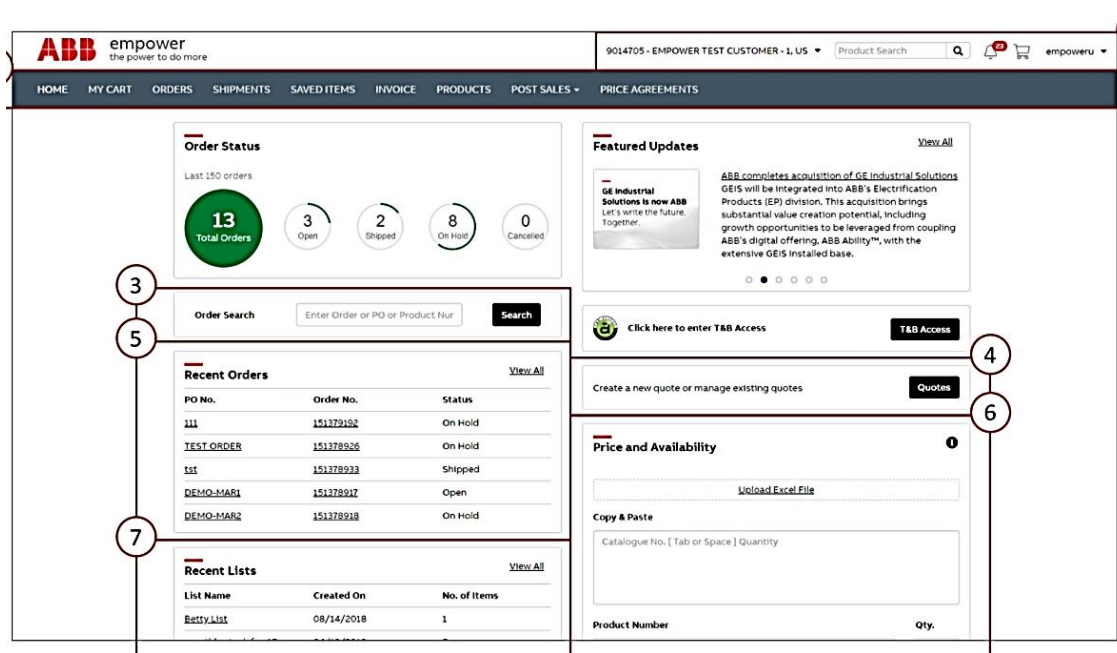 ABB empower
the power to do more
9014705 - EMPOWER TEST CUSTOMER - 1, US
Product Search
23
empoweru
HOME MY CART ORDERS SHIPMENTS SAVED ITEMS INVOICE PRODUCTS POST SALES PRICE AGREEMENTS
Order Status
Last 150 orders
13
Total Orders
3
Open
2
Shipped
8
On Hold
0
Cancelled
Featured Updates View All
GE Industrial
Solutions is now ABB
Let's write the future.
Together.
ABB completes acquisition of GE Industrial Solutions
GEIS will be integrated into ABB's Electrification
Products (EP) division. This acquisition brings
substantial value creation potential, including
growth opportunities to be leveraged from coupling
ABB's digital offering, ABB Ability™, with the
extensive GEIS installed base.
3
Order Search Enter Order or PO or Product Nur Search
Click here to enter T&B Access T&B Access
4
5
Recent Orders View All
PO No. Order No. Status
111 151379192 On Hold
TEST ORDER 151378926 On Hold
tst 151378933 Shipped
DEMO-MAR1 151378917 Open
DEMO-MAR2 151378918 On Hold
Create a new quote or manage existing quotes Quotes
6
Price and Availability
Upload Excel File
Copy & Paste
Catalogue No. [ Tab or Space ] Quantity
Product Number Qty.
7
Recent Lists View All
List Name Created On No. of Items
Betty List 08/14/2018 1